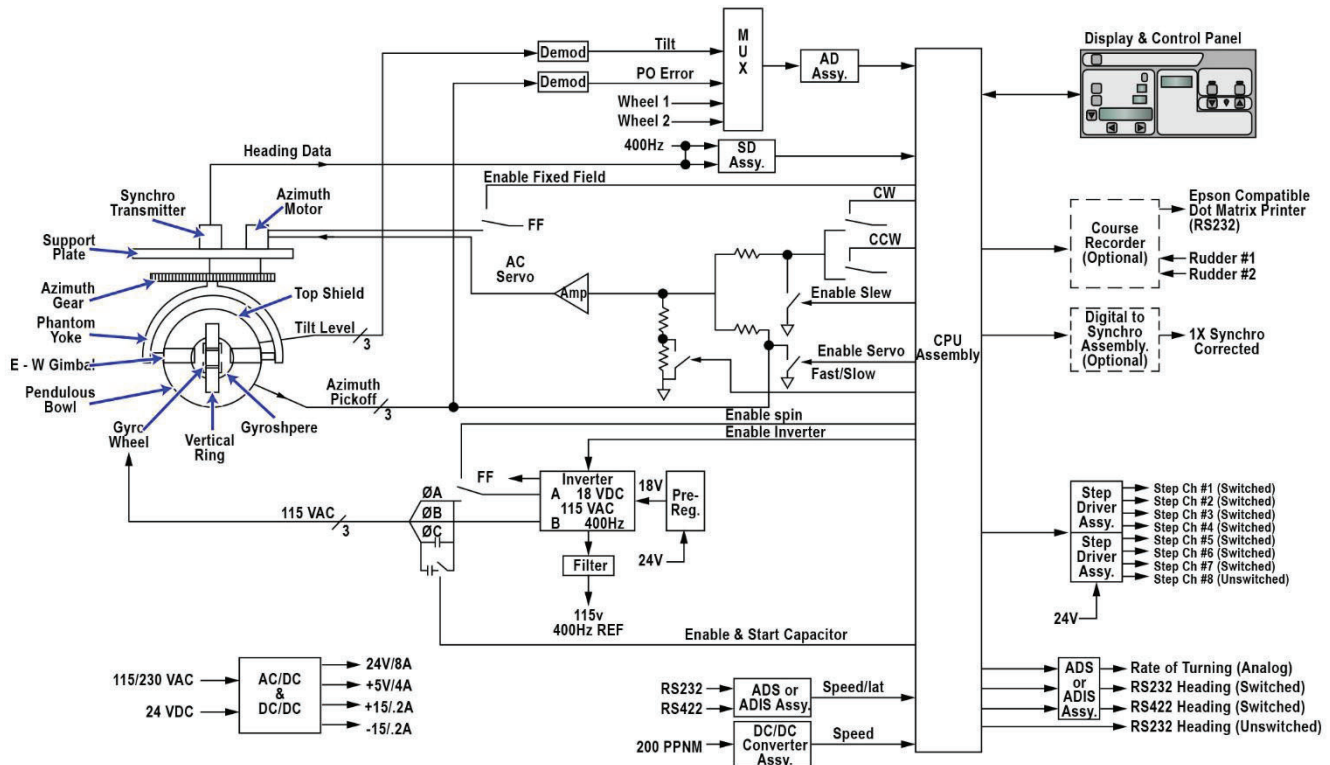 Display & Control Panel
Demod
Tilt
Demod
PO Error
Wheel 1
Wheel 2
M
U
X
AD
Assy.
400Hz
SD
Assy.
Heading Data
Enable Fixed Field
FF
CW
CCW
Synchro
Transmitter
Azimuth
Motor
Support
Plate
Azimuth
Gear
Phantom
Yoke
E - W Gimbal
Pendulous
Bowl
Gyro
Wheel
Vertical
Ring
Gyroshpere
Top Shield
Tilt Level
3
Azimuth
Pickoff
3
AC
Servo
Amp
Enable Slew
Enable Servo
Fast/Slow
CPU
Assembly
Epson Compatible
Dot Matrix Printer
(RS232)
Course
Recorder
(Optional)
Rudder #1
Rudder #2
Digital to
Synchro
Assembly.
(Optional)
1X Synchro
Corrected
Enable spin
Enable Inverter
FF
Inverter
A 18 VDC
115 VAC
B 400Hz
18V
Pre-
Reg.
24V
ØA
ØB
ØC
115 VAC
3
Filter
115v
400Hz REF
Enable & Start Capacitor
Step
Driver
Assy.
Step
Driver
Assy.
Step Ch #1 (Switched)
Step Ch #2 (Switched)
Step Ch #3 (Switched)
Step Ch #4 (Switched)
Step Ch #5 (Switched)
Step Ch #6 (Switched)
Step Ch #7 (Switched)
Step Ch #8 (Unswitched)
24V
115/230 VAC
24 VDC
AC/DC
&
DC/DC
24V/8A
+5V/4A
+15/.2A
-15/.2A
RS232
RS422
ADS or
ADIS Assy.
Speed/lat
200 PPNM
DC/DC
Converter
Assy.
Speed
ADS
or
ADIS
Assy.
Rate of Turning (Analog)
RS232 Heading (Switched)
RS422 Heading (Switched)
RS232 Heading (Unswitched)